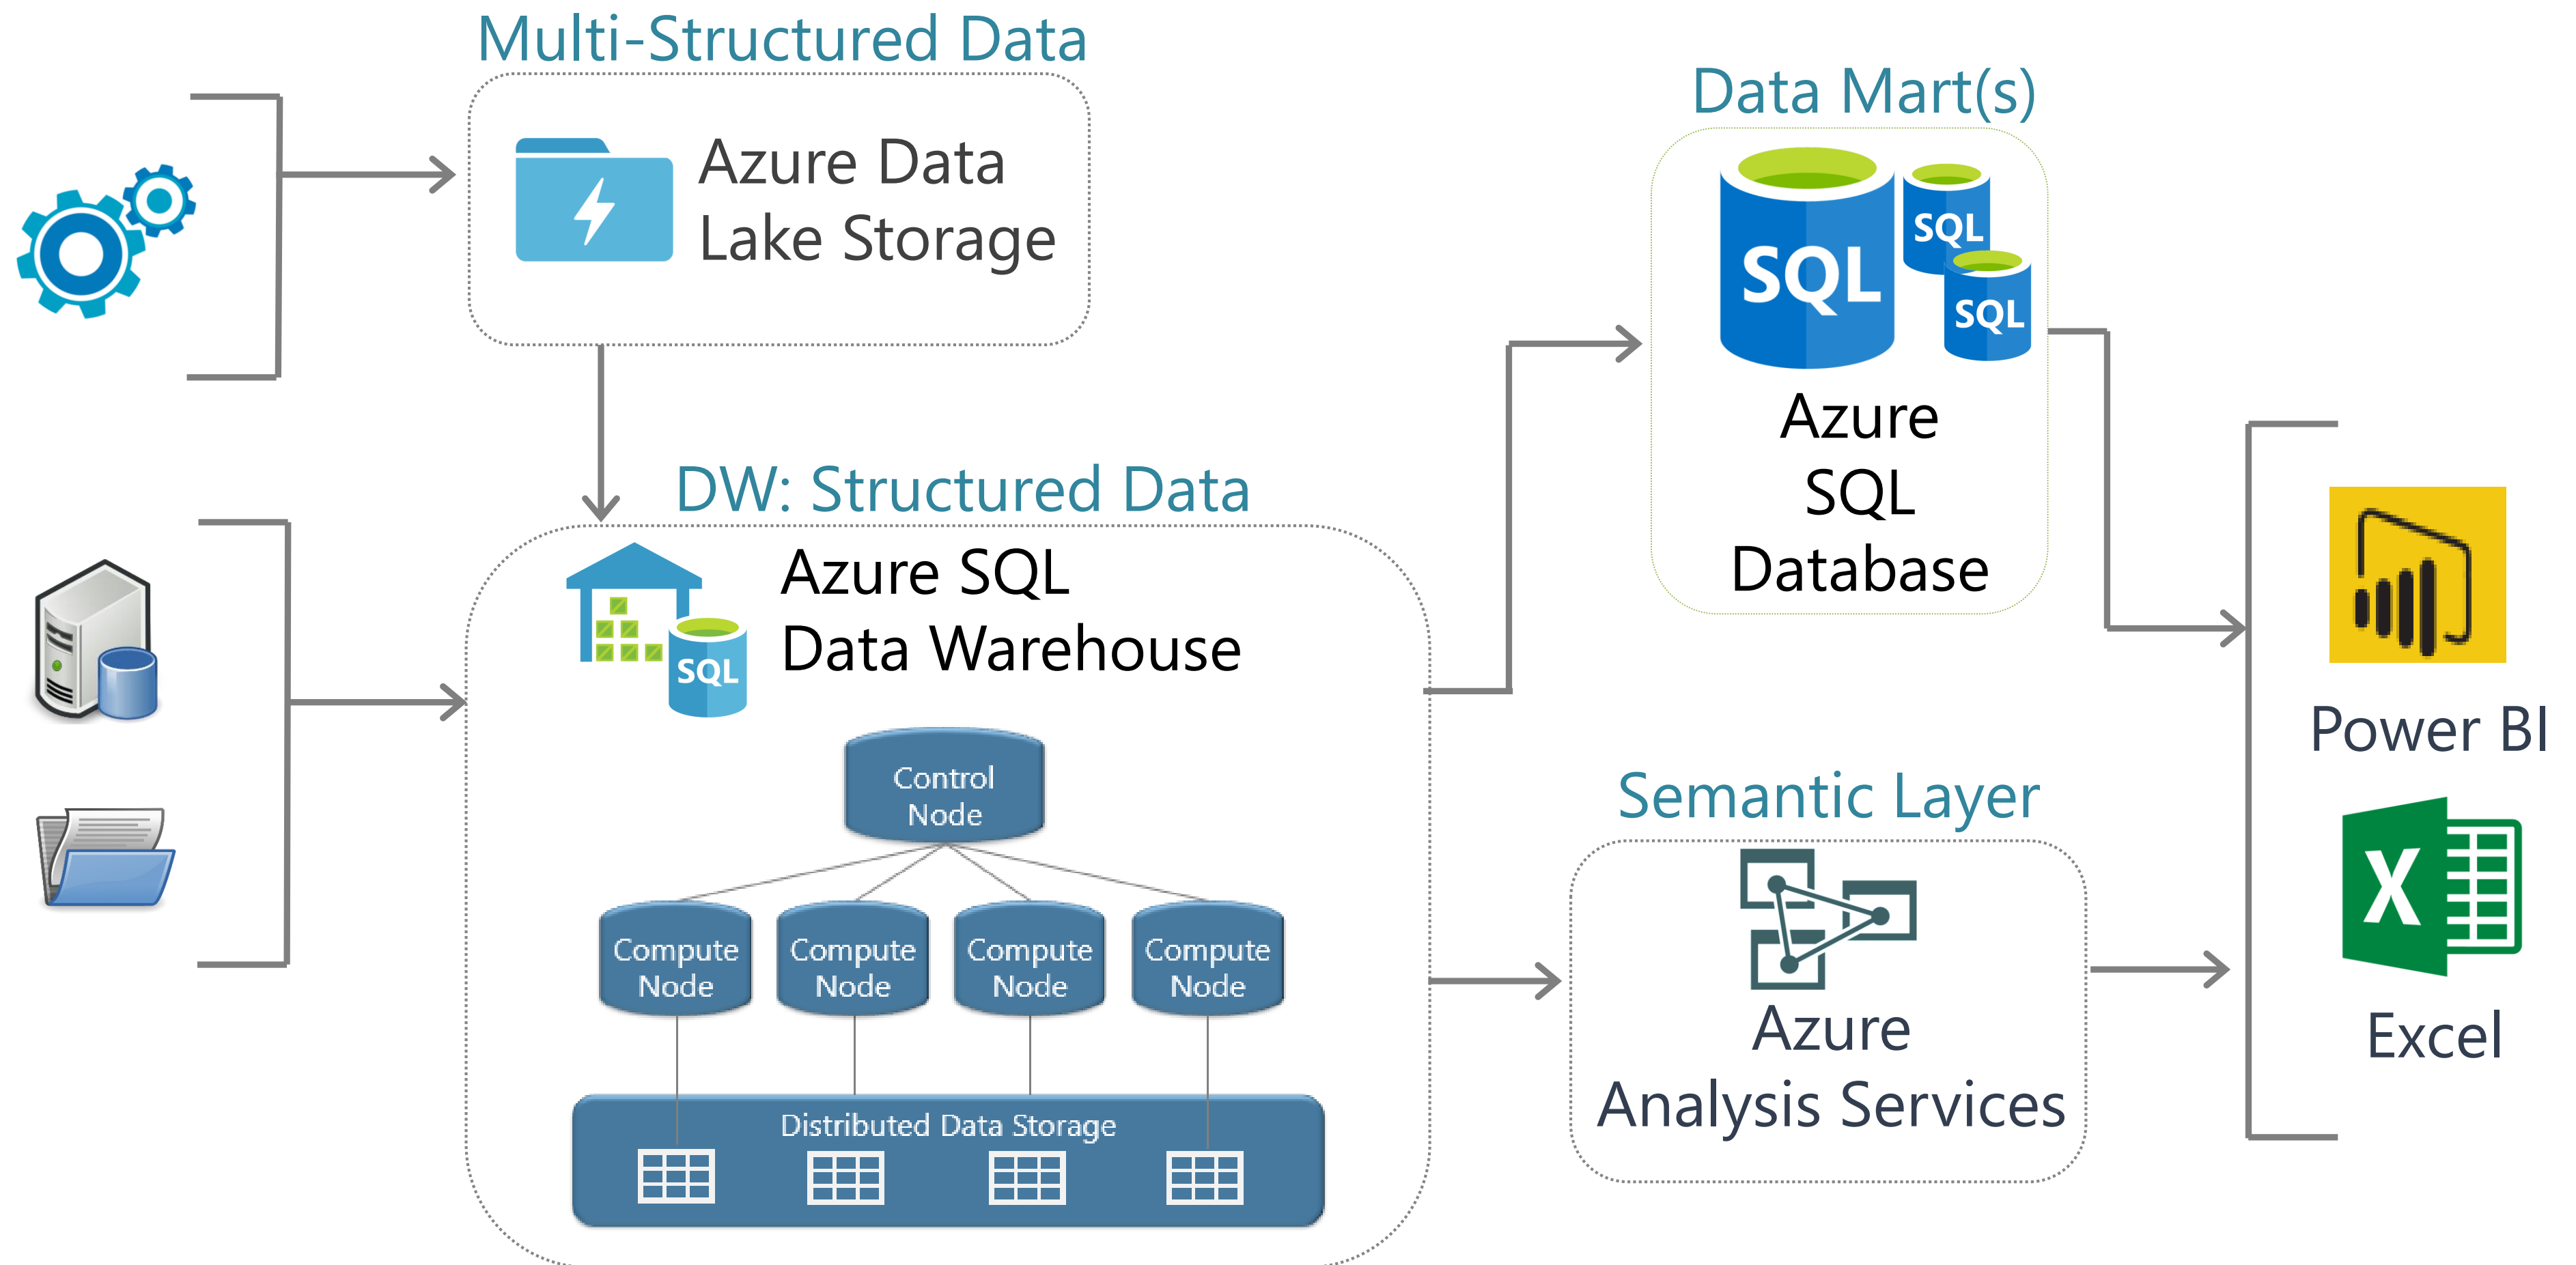 Multi-Structured Data
Azure Data
Lake Storage
DW: Structured Data
Azure SQL
Data Warehouse
SQL
Control
Node
Compute
Node
Compute
Node
Compute
Node
Compute
Node
Distributed Data Storage
Data Mart(s)
SQL
SQL
SQL
Azure
SQL
Database
Semantic Layer
Azure
Analysis Services
Power BI
X
Excel